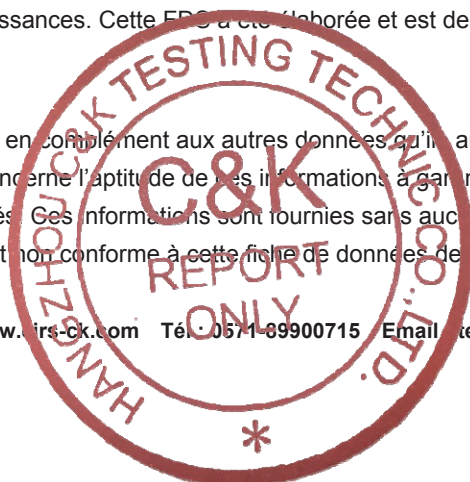 ssances. Cette FDS a été élaborée et est de
en complément aux autres données qu'il
ncerne l'aptitude de ces informations à
Ces informations sont fournies sans auc
non conforme à cette fiche de données de
w.cirs-ck.com Tél.: 0571-89900715 Email
HANGZHOU C&K TESTING TECHNIC CO., LTD.
C&K
REPORT
ONLY
*